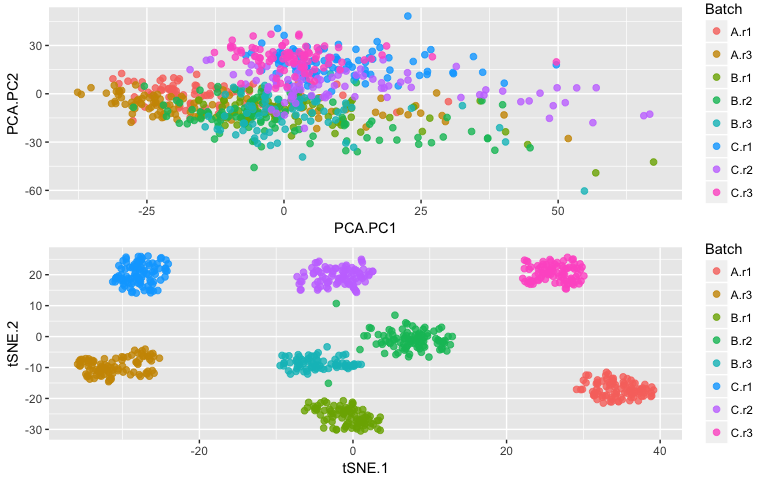 PCA.PC2
30
0
-30
-60
-25
0
25
50
PCA.PC1
Batch
A.r1
A.r3
B.r1
B.r2
B.r3
C.r1
C.r2
C.r3
tSNE.2
20
10
0
-10
-20
-30
-20
0
20
40
tSNE.1
Batch
A.r1
A.r3
B.r1
B.r2
B.r3
C.r1
C.r2
C.r3